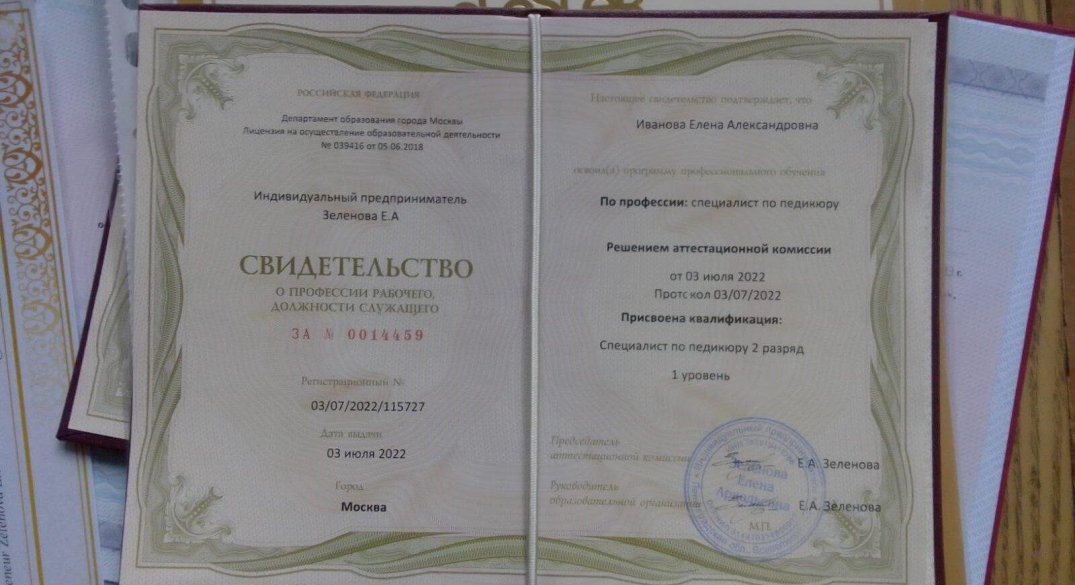 РОССИЙСКАЯ ФЕДЕРАЦИЯ
Департамент образования города Москвы
Лицензия на осуществление образовательной деятельности
№ 039416 от 05.06.2018
Индивидуальный предприниматель
Зеленова Е.А
СВИДЕТЕЛЬСТВО
О ПРОФЕССИИ РАБОЧЕГО,
ДОЛЖНОСТИ СЛУЖАЩЕГО
ЗА № 0014459
Регистрационный №
03/07/2022/115727
Дата выдачи
03 июля 2022
Город
Москва
Настоящее свидетельство подтверждает, что
Иванова Елена Александровна
освоил(а) программу профессионального обучения
По профессии: специалист по педикюру
Решением аттестационной комиссии
от 03 июля 2022
Протокол 03/07/2022
Присвоена квалификация:
Специалист по педикюру 2 разряд
1 уровень
Председатель
аттестационной комиссии
Е.А. Зеленова
Руководитель
образовательной организации
Е.А. Зеленова
Елена
М.П.